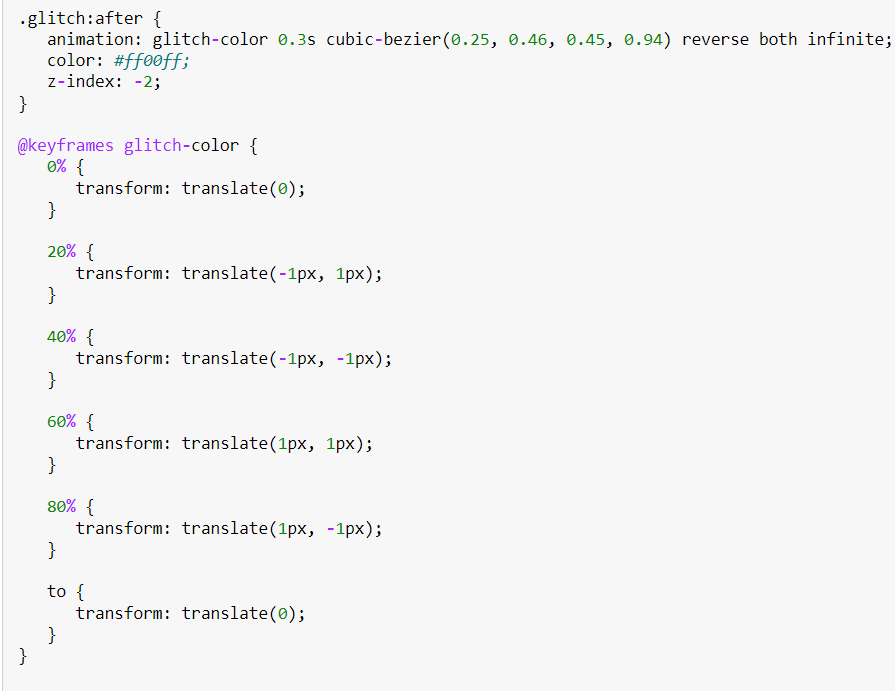 .glitch:after {
animation: glitch-color 0.3s cubic-bezier(0.25, 0.46, 0.45, 0.94) reverse both infinite;
color: #ff00ff;
z-index: -2;
}
@keyframes glitch-color {
0% {
transform: translate(0);
}
20% {
transform: translate(-1px, 1px);
}
40% {
transform: translate(-1px, -1px);
}
60% {
transform: translate(1px, 1px);
}
80% {
transform: translate(1px, -1px);
}
to {
transform: translate(0);
}
}